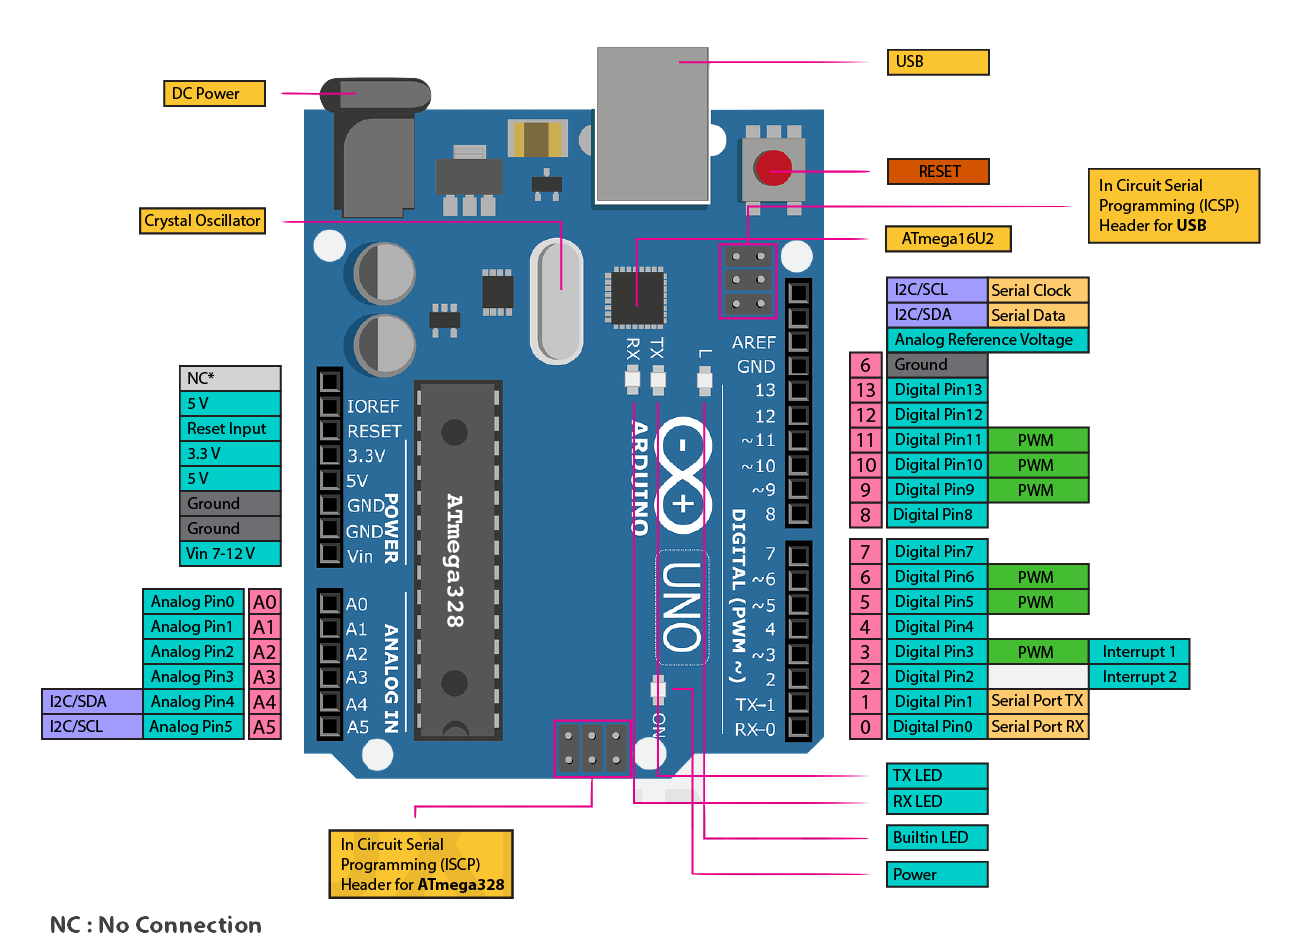 USB
DC Power
RESET
In Circuit Serial
Programming (ICSP)
Header for USB
Crystal Oscillator
ATmega16U2
I2C/SCL Serial Clock
I2C/SDA Serial Data
Analog Reference Voltage
6 Ground
13 Digital Pin13
12 Digital Pin12
11 Digital Pin11 PWM
10 Digital Pin10 PWM
9 Digital Pin9 PWM
8 Digital Pin8
7 Digital Pin7
6 Digital Pin6 PWM
5 Digital Pin5 PWM
4 Digital Pin4
3 Digital Pin3 PWM Interrupt 1
2 Digital Pin2 Interrupt 2
1 Digital Pin1 Serial Port TX
0 Digital Pin0 Serial Port RX
NC*
5 V
Reset Input
3.3 V
5 V
Ground
Ground
Vin 7-12 V
Analog Pin0 A0
Analog Pin1 A1
Analog Pin2 A2
Analog Pin3 A3
I2C/SDA Analog Pin4 A4
I2C/SCL Analog Pin5 A5
IOREF
RESET
3.3V
5V
GND
GND
Vin
POWER
A0
A1
A2
A3
A4
A5
ANALOG IN
ATmega328
RX
TX
L
ARDUINO
- +
UNO
ON
AREF
GND
13
12
~11
~10
~9
8
7
~6
~5
4
~3
2
TX→1
RX←0
DIGITAL (PWM ~)
TX LED
RX LED
Builtin LED
Power
In Circuit Serial
Programming (ISCP)
Header for ATmega328
NC : No Connection